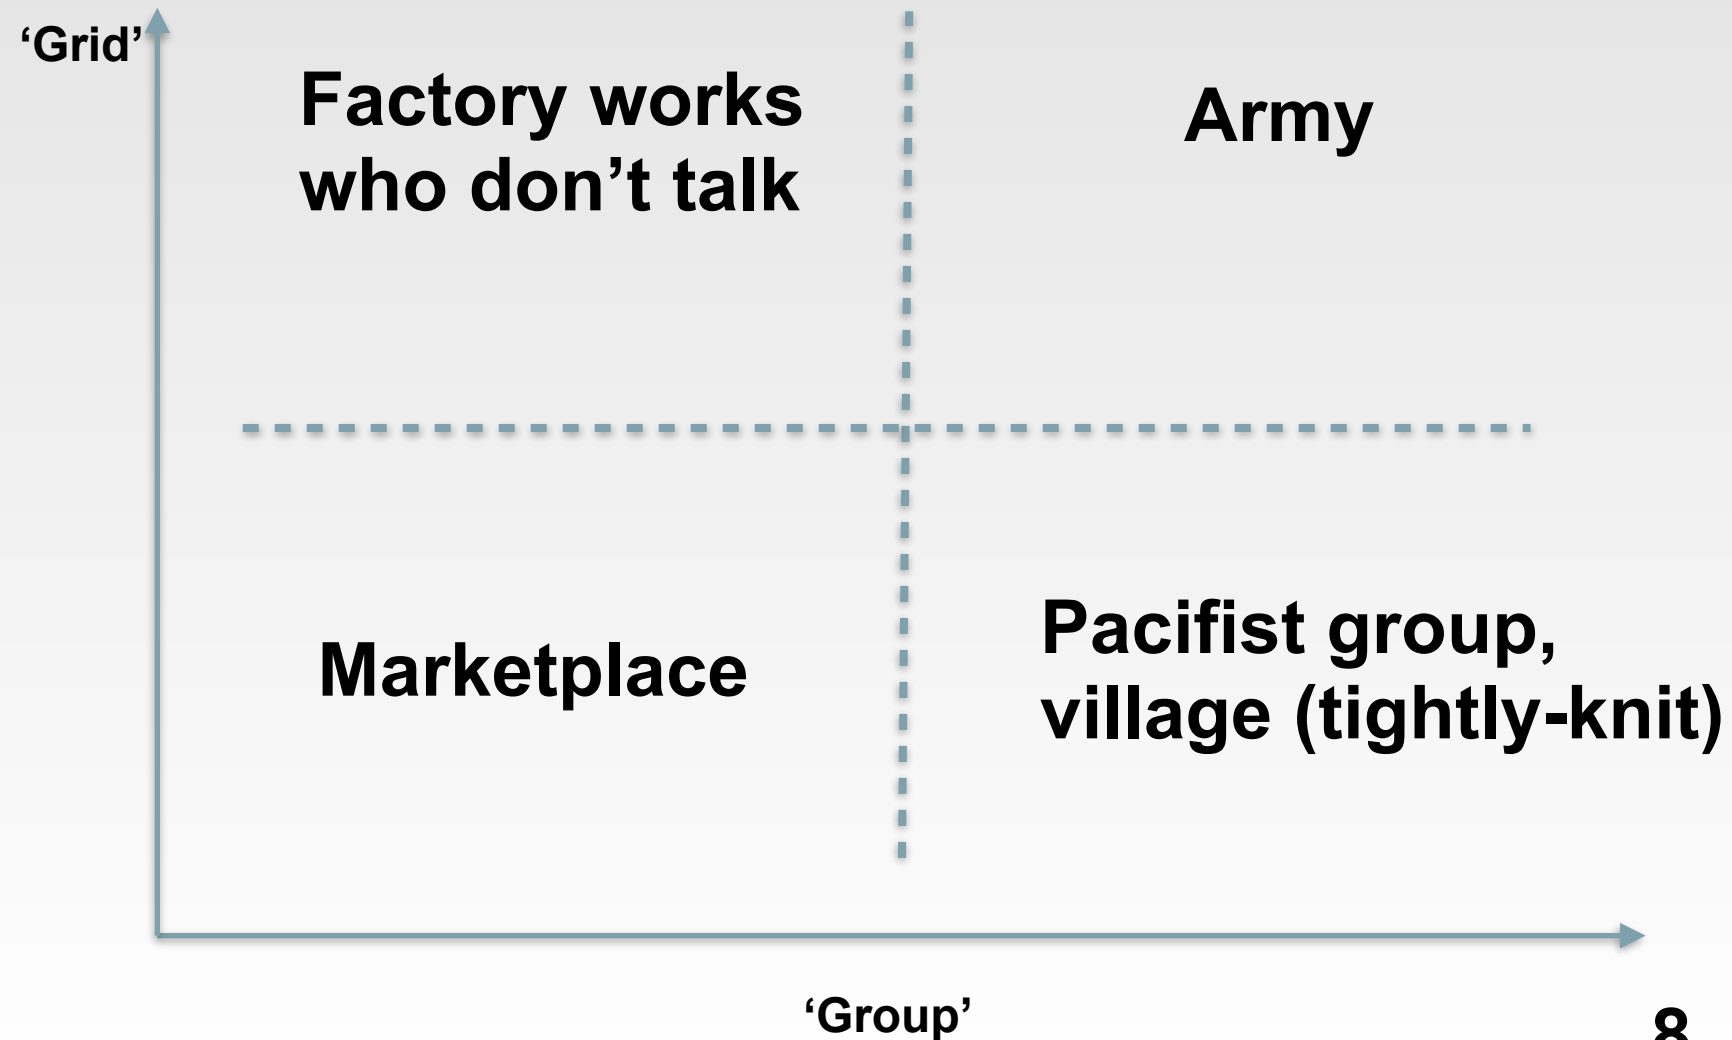 ‘Grid’
Factory works
who don’t talk
Army
Marketplace
Pacifist group,
village (tightly-knit)
‘Group’
8